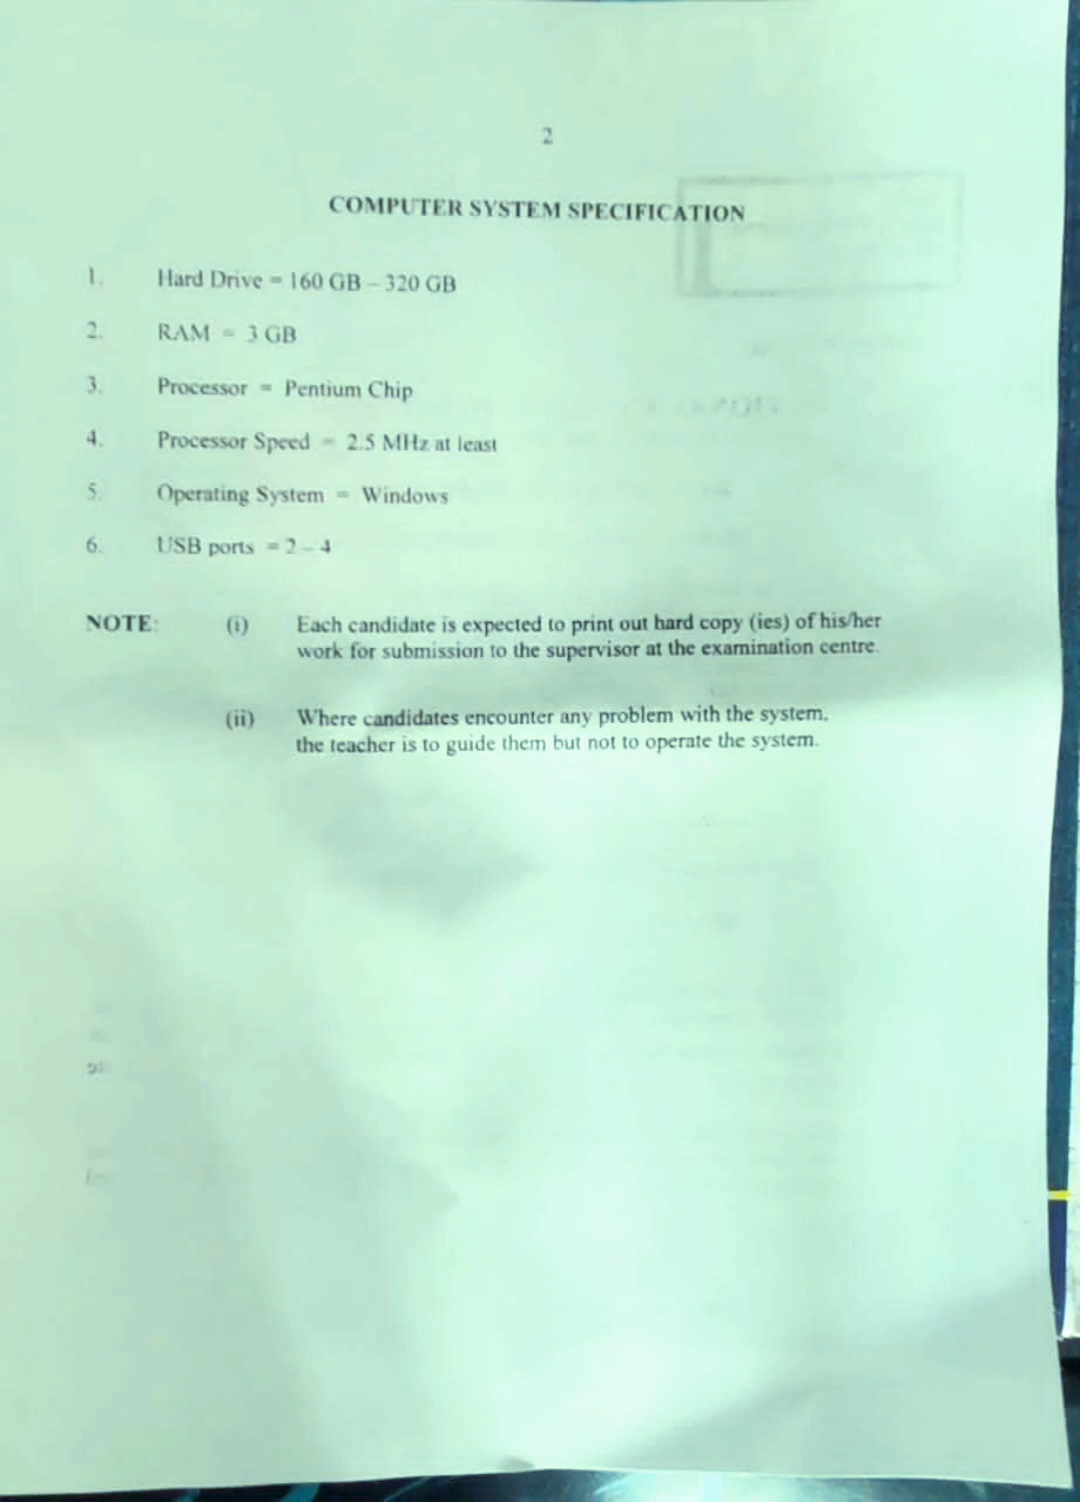 2
COMPUTER SYSTEM SPECIFICATION
1. Hard Drive = 160 GB – 320 GB
2. RAM = 3 GB
3. Processor = Pentium Chip
4. Processor Speed = 2.5 MHz at least
5. Operating System = Windows
6. USB ports = 2 – 4
NOTE: (i) Each candidate is expected to print out hard copy (ies) of his/her
work for submission to the supervisor at the examination centre.
(ii) Where candidates encounter any problem with the system,
the teacher is to guide them but not to operate the system.